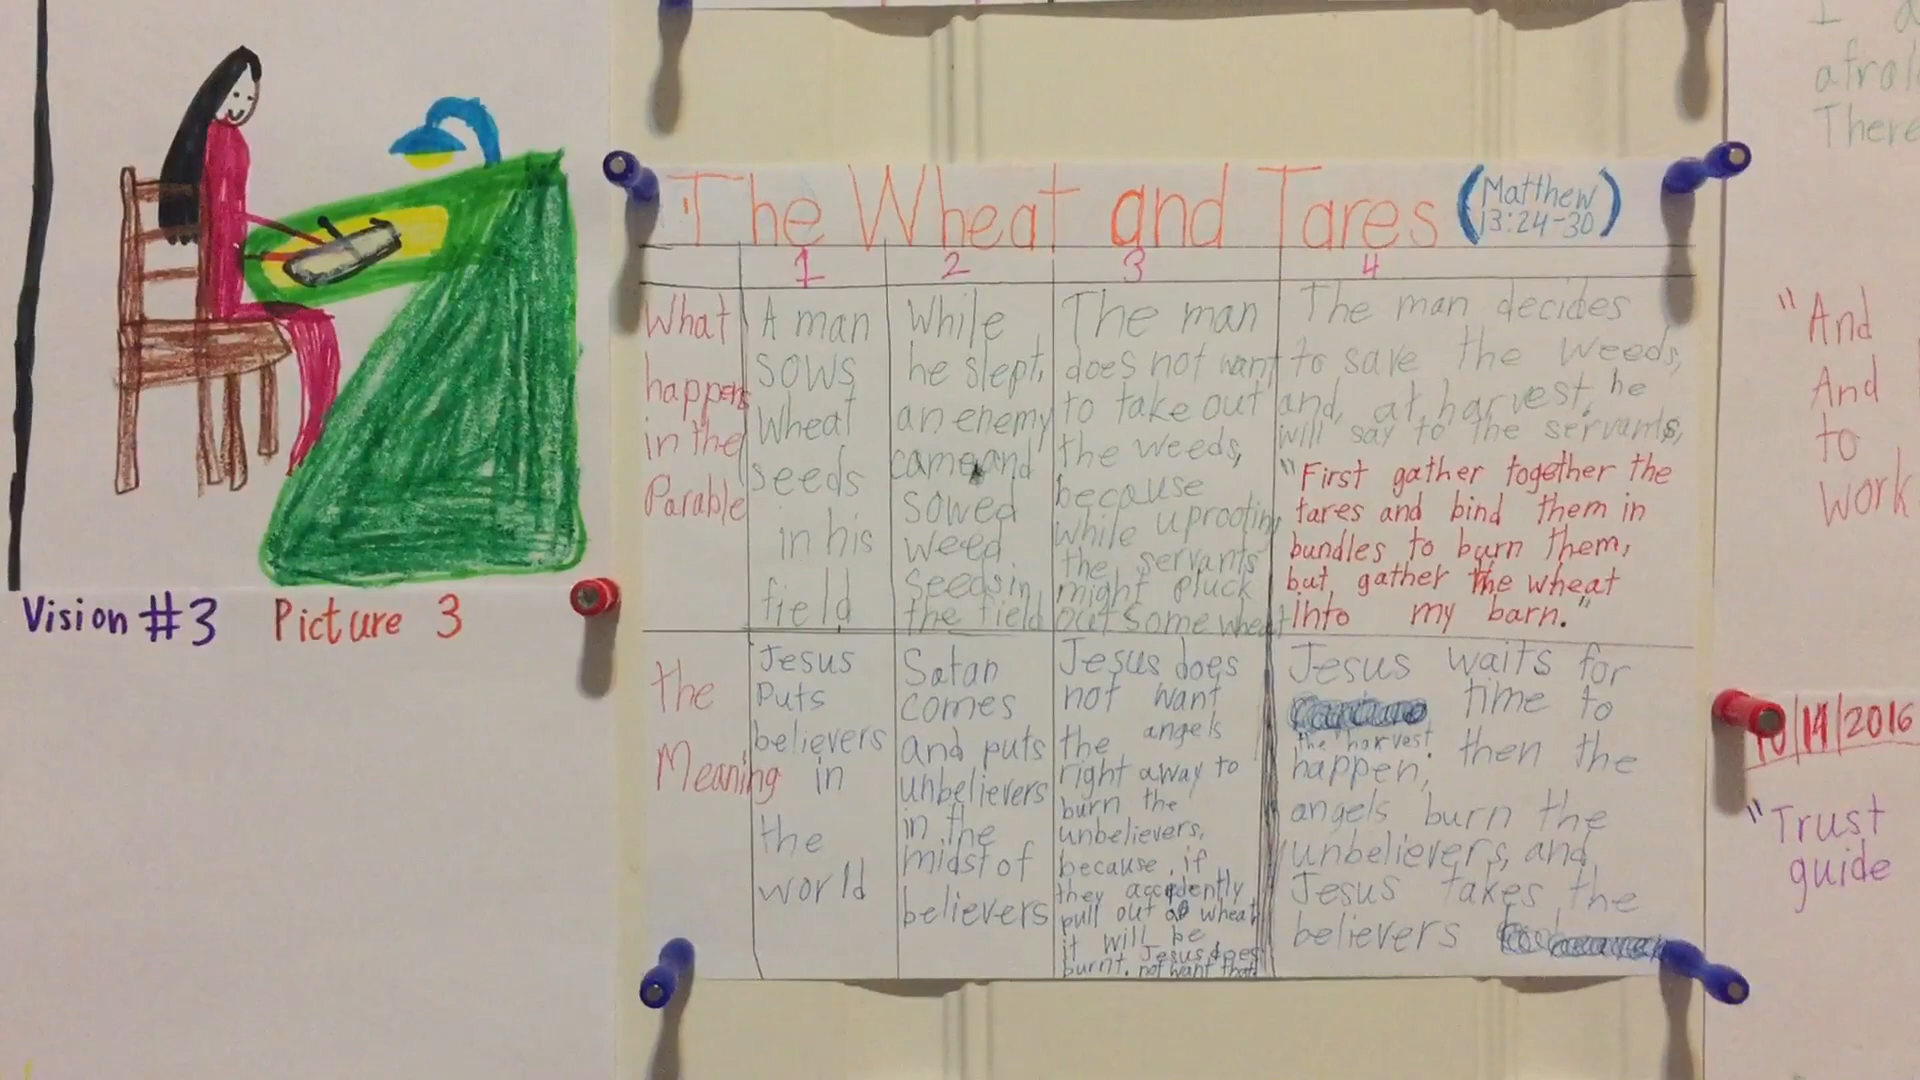 Vision #3 Picture 3
The Wheat and Tares (Matthew
13:24-30)
1 2 3 4
What
happens
in the
Parable
A man
sows
wheat
seeds
in his
field
While
he slept,
an enemy
came and
sowed
weed
seeds in
the field
The man
does not want
to take out
the weeds,
because
while uprooting
the servants
might pluck
out some wheat
The man decides
to save the weeds,
and, at harvest, he
will say to the servants,
"First gather together the
tares and bind them in
bundles to burn them,
but gather the wheat
into my barn."
The
Meaning
Jesus
puts
believers
in
the
world
Satan
comes
and puts
unbelievers
in the
midst of
believers
Jesus does
not want
the angels
right away to
burn the
unbelievers,
because, if
they accedently
pull out a wheat
it will be
burnt. Jesus does
not want that
Jesus waits for
time to
the harvest
happen; then the
angels burn the
unbelievers, and
Jesus takes the
believers
I
There
"And
And
to
work
10/14/2016
"Trust
guide